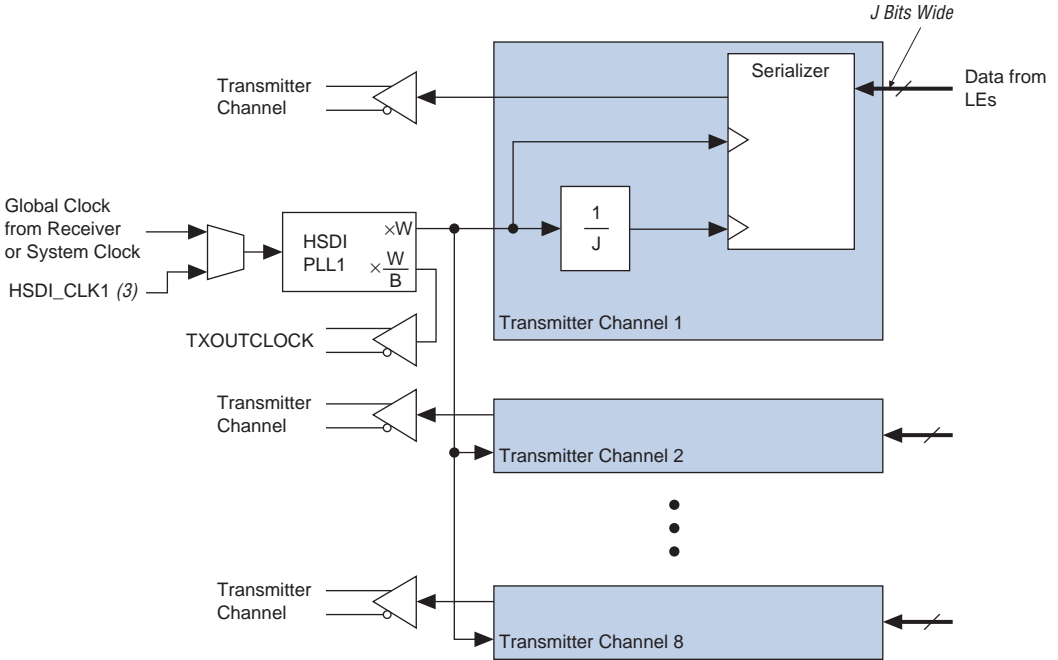 J Bits Wide
Serializer
Data from
LEs
Transmitter
Channel
Global Clock
from Receiver
or System Clock
HSDI_CLK1 (3)
HSDI
PLL1
×W
×W
B
1
J
Transmitter Channel 1
TXOUTCLOCK
Transmitter
Channel
Transmitter Channel 2
Transmitter
Channel
Transmitter Channel 8